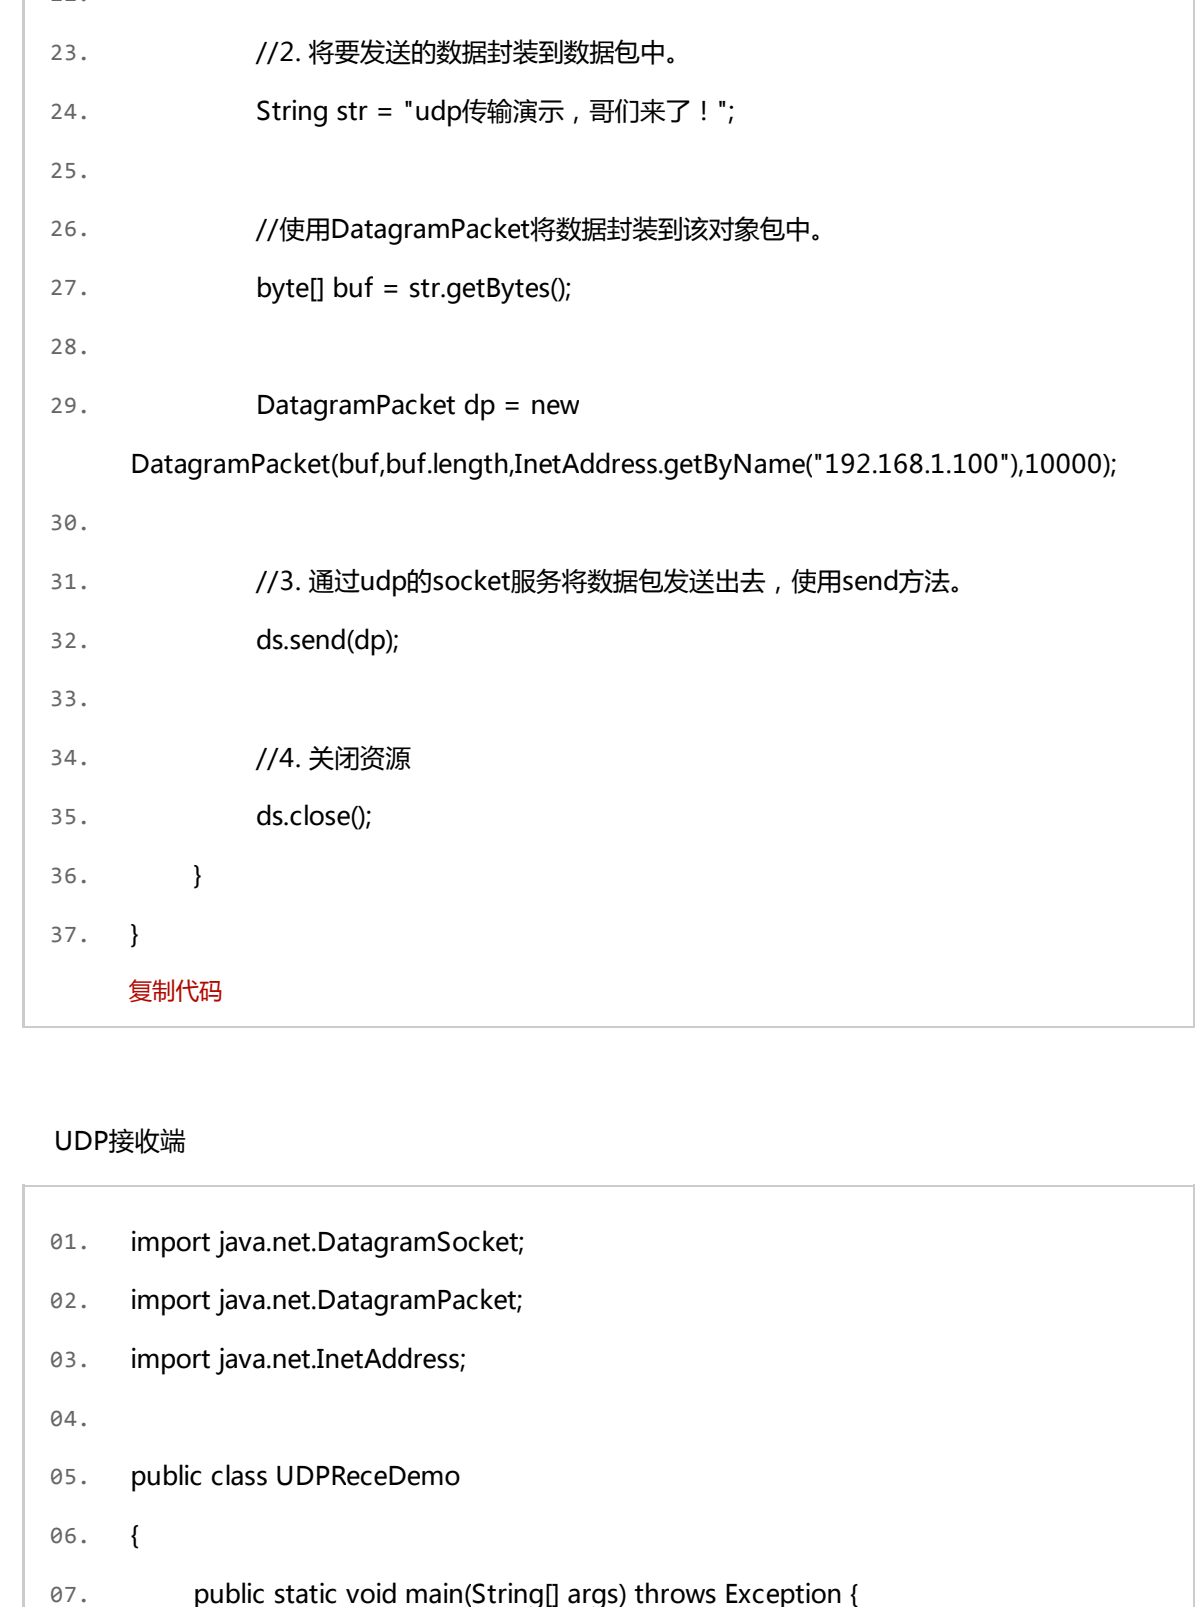 23. //2. 将要发送的数据封装到数据包中。
24. String str = "udp传输演示，哥们来了！";
25.
26. //使用DatagramPacket将数据封装到该对象包中。
27. byte[] buf = str.getBytes();
28.
29. DatagramPacket dp = new
DatagramPacket(buf,buf.length,InetAddress.getByName("192.168.1.100"),10000);
30.
31. //3. 通过udp的socket服务将数据包发送出去，使用send方法。
32. ds.send(dp);
33.
34. //4. 关闭资源
35. ds.close();
36. }
37. }
复制代码
UDP接收端
01. import java.net.DatagramSocket;
02. import java.net.DatagramPacket;
03. import java.net.InetAddress;
04.
05. public class UDPReceDemo
06. {
07. public static void main(String[] args) throws Exception {